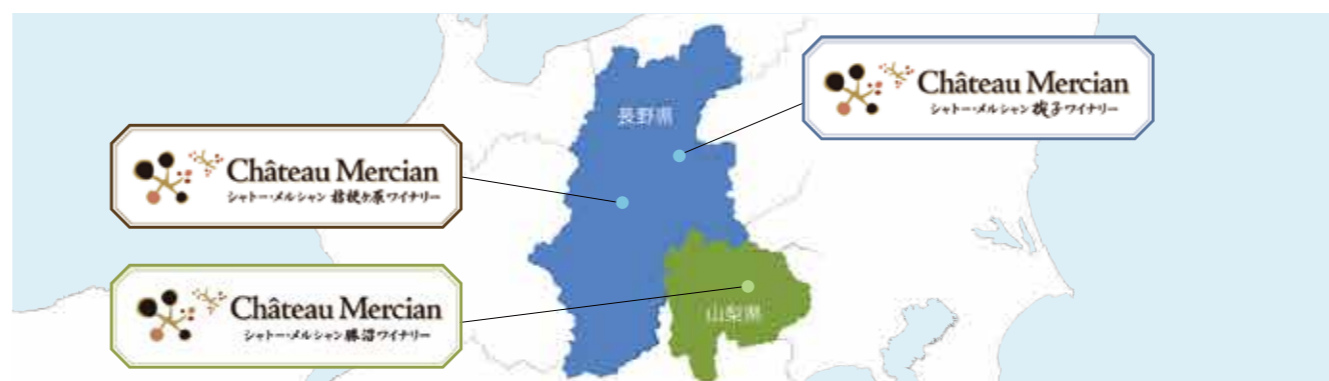 Château Mercian
シャトー・メルシャン 椀子ワイナリー
長野県
Château Mercian
シャトー・メルシャン 桔梗ヶ原ワイナリー
Château Mercian
シャトー・メルシャン 勝沼ワイナリー
山梨県